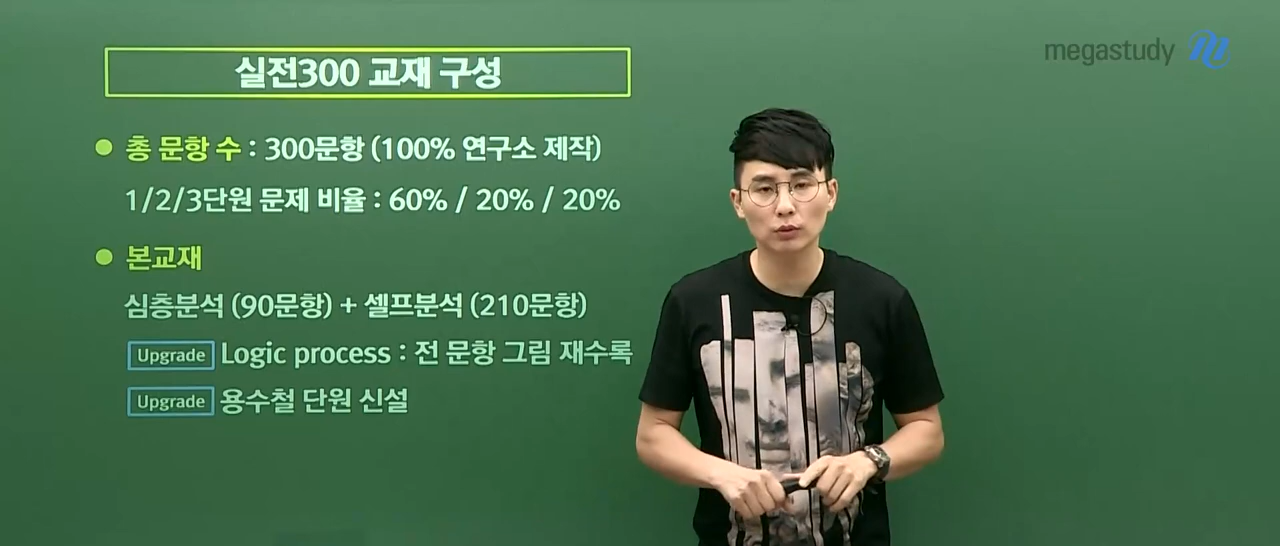 megastudy
실전300 교재 구성
총 문항 수 : 300문항 (100% 연구소 제작)
1/2/3단원 문제 비율 : 60% / 20% / 20%
본교재
심층분석 (90문항) + 셀프분석 (210문항)
Upgrade Logic process : 전 문항 그림 재수록
Upgrade 용수철 단원 신설